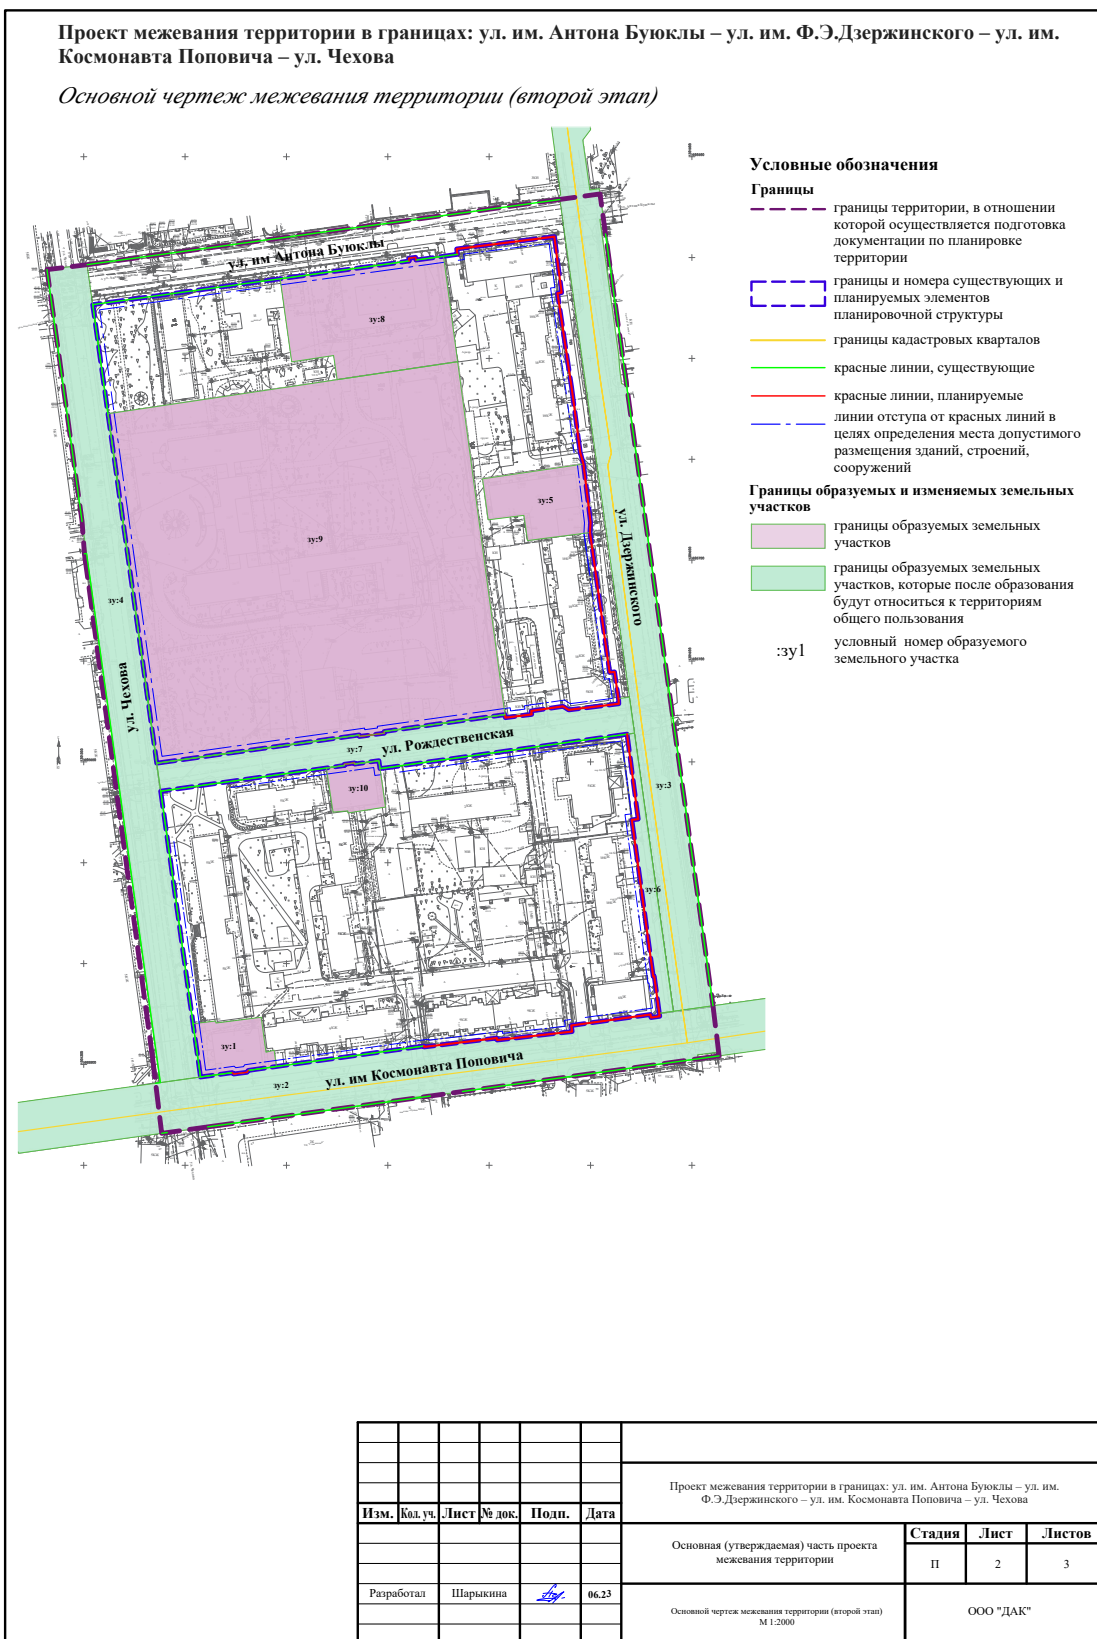 Проект межевания территории в границах: ул. им. Антона Буюклы – ул. им. Ф.Э.Дзержинского – ул. им.
Космонавта Поповича – ул. Чехова
Основной чертеж межевания территории (второй этап)
Условные обозначения
Границы
границы территории, в отношении
которой осуществляется подготовка
документации по планировке
территории
границы и номера существующих и
планируемых элементов
планировочной структуры
границы кадастровых кварталов
красные линии, существующие
красные линии, планируемые
линии отступа от красных линий в
целях определения места допустимого
размещения зданий, строений,
сооружений
Границы образуемых и изменяемых земельных
участков
границы образуемых земельных
участков
границы образуемых земельных
участков, которые после образования
будут относиться к территориям
общего пользования
:зу1
условный номер образуемого
земельного участка
ул. им Антона Буюклы
зу:8
зу:5
зу:9
ул. Дзержинского
зу:4
ул. Чехова
зу:7
ул. Рождественская
зу:10
зу:3
зу:6
зу:1
зу:2
ул. им Космонавта Поповича
Проект межевания территории в границах: ул. им. Антона Буюклы – ул. им.
Ф.Э.Дзержинского – ул. им. Космонавта Поповича – ул. Чехова
Изм. Кол. уч. Лист № док. Подп. Дата
Основная (утверждаемая) часть проекта
межевания территории
Стадия Лист Листов
П 2 3
Разработал Шарыкина 06.23
Основной чертеж межевания территории (второй этап)
М 1:2000
ООО "ДАК"